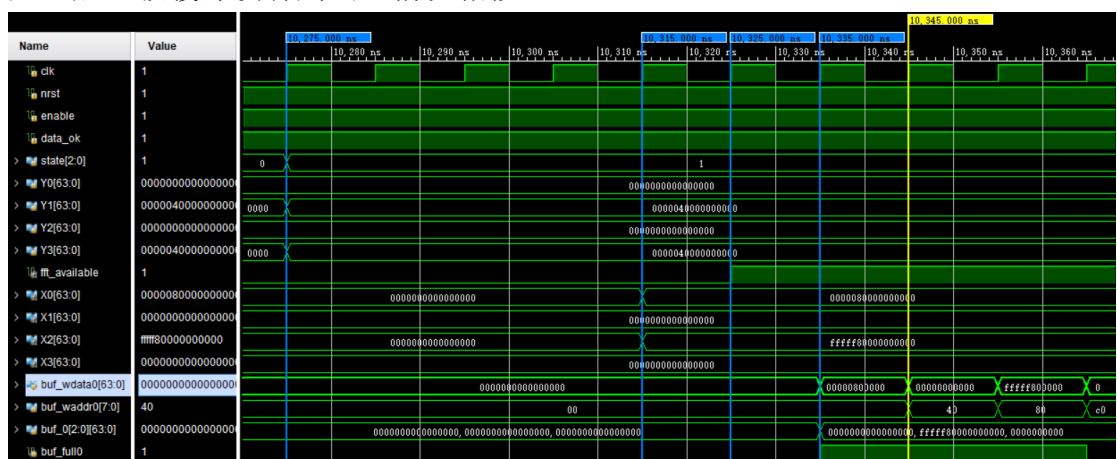 10,345.000 ns
10,275.000 ns 10,315.000 ns 10,325.000 ns 10,335.000 ns
Name Value 10,280 ns 10,290 ns 10,300 ns 10,310 ns 10,320 ns 10,330 ns 10,340 ns 10,350 ns 10,360 ns
clk 1
nrst 1
enable 1
data_ok 1
state[2:0] 1 0 1
Y0[63:0] 0000000000000000 0000000000000000
Y1[63:0] 0000040000000000 0000 0000040000000000
Y2[63:0] 0000000000000000 0000000000000000
Y3[63:0] 0000040000000000 0000 0000040000000000
fft_available 1
X0[63:0] 0000080000000000 0000000000000000 0000080000000000
X1[63:0] 0000000000000000 0000000000000000
X2[63:0] fffff80000000000 0000000000000000 fffff80000000000
X3[63:0] 0000000000000000 0000000000000000
buf_wdata0[63:0] 0000000000000000 0000000000000000 00000800000 00000000000 fffff800000 0
buf_waddr0[7:0] 40 00 40 80 c0
buf_0[2:0][63:0] 0000000000000000 0000000000000000, 0000000000000000, 0000000000000000 0000000000000000, fffff80000000000, 0000000000
buf_full0 1